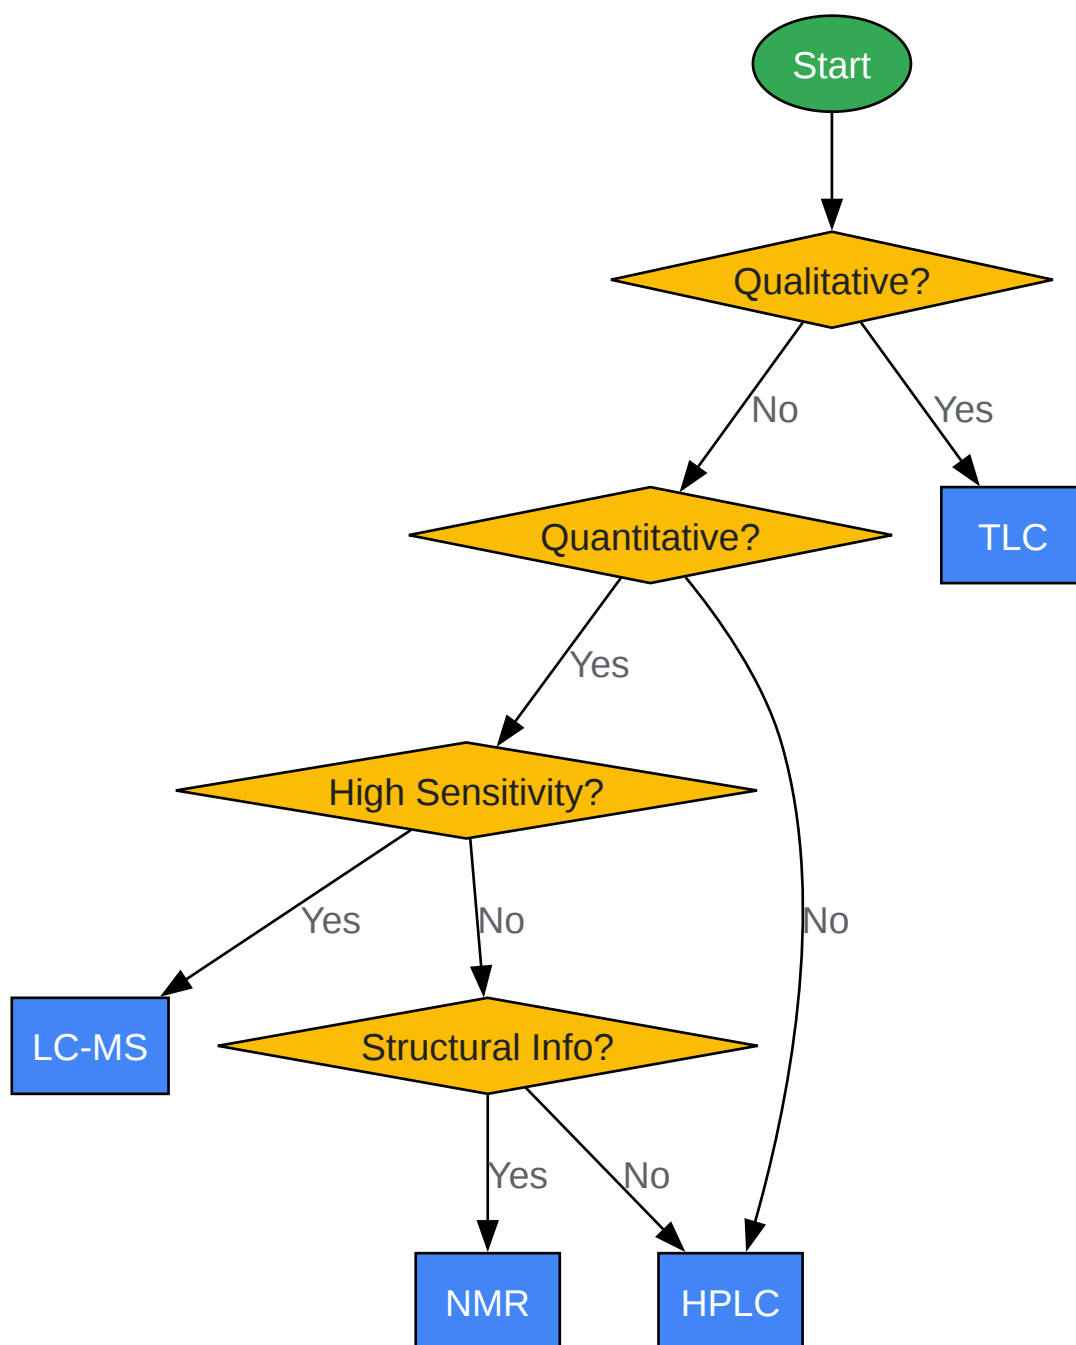 Start
Qualitative?
No
Yes
Quantitative?
TLC
Yes
High Sensitivity?
Yes
No
No
LC-MS
Structural Info?
Yes
No
NMR
HPLC